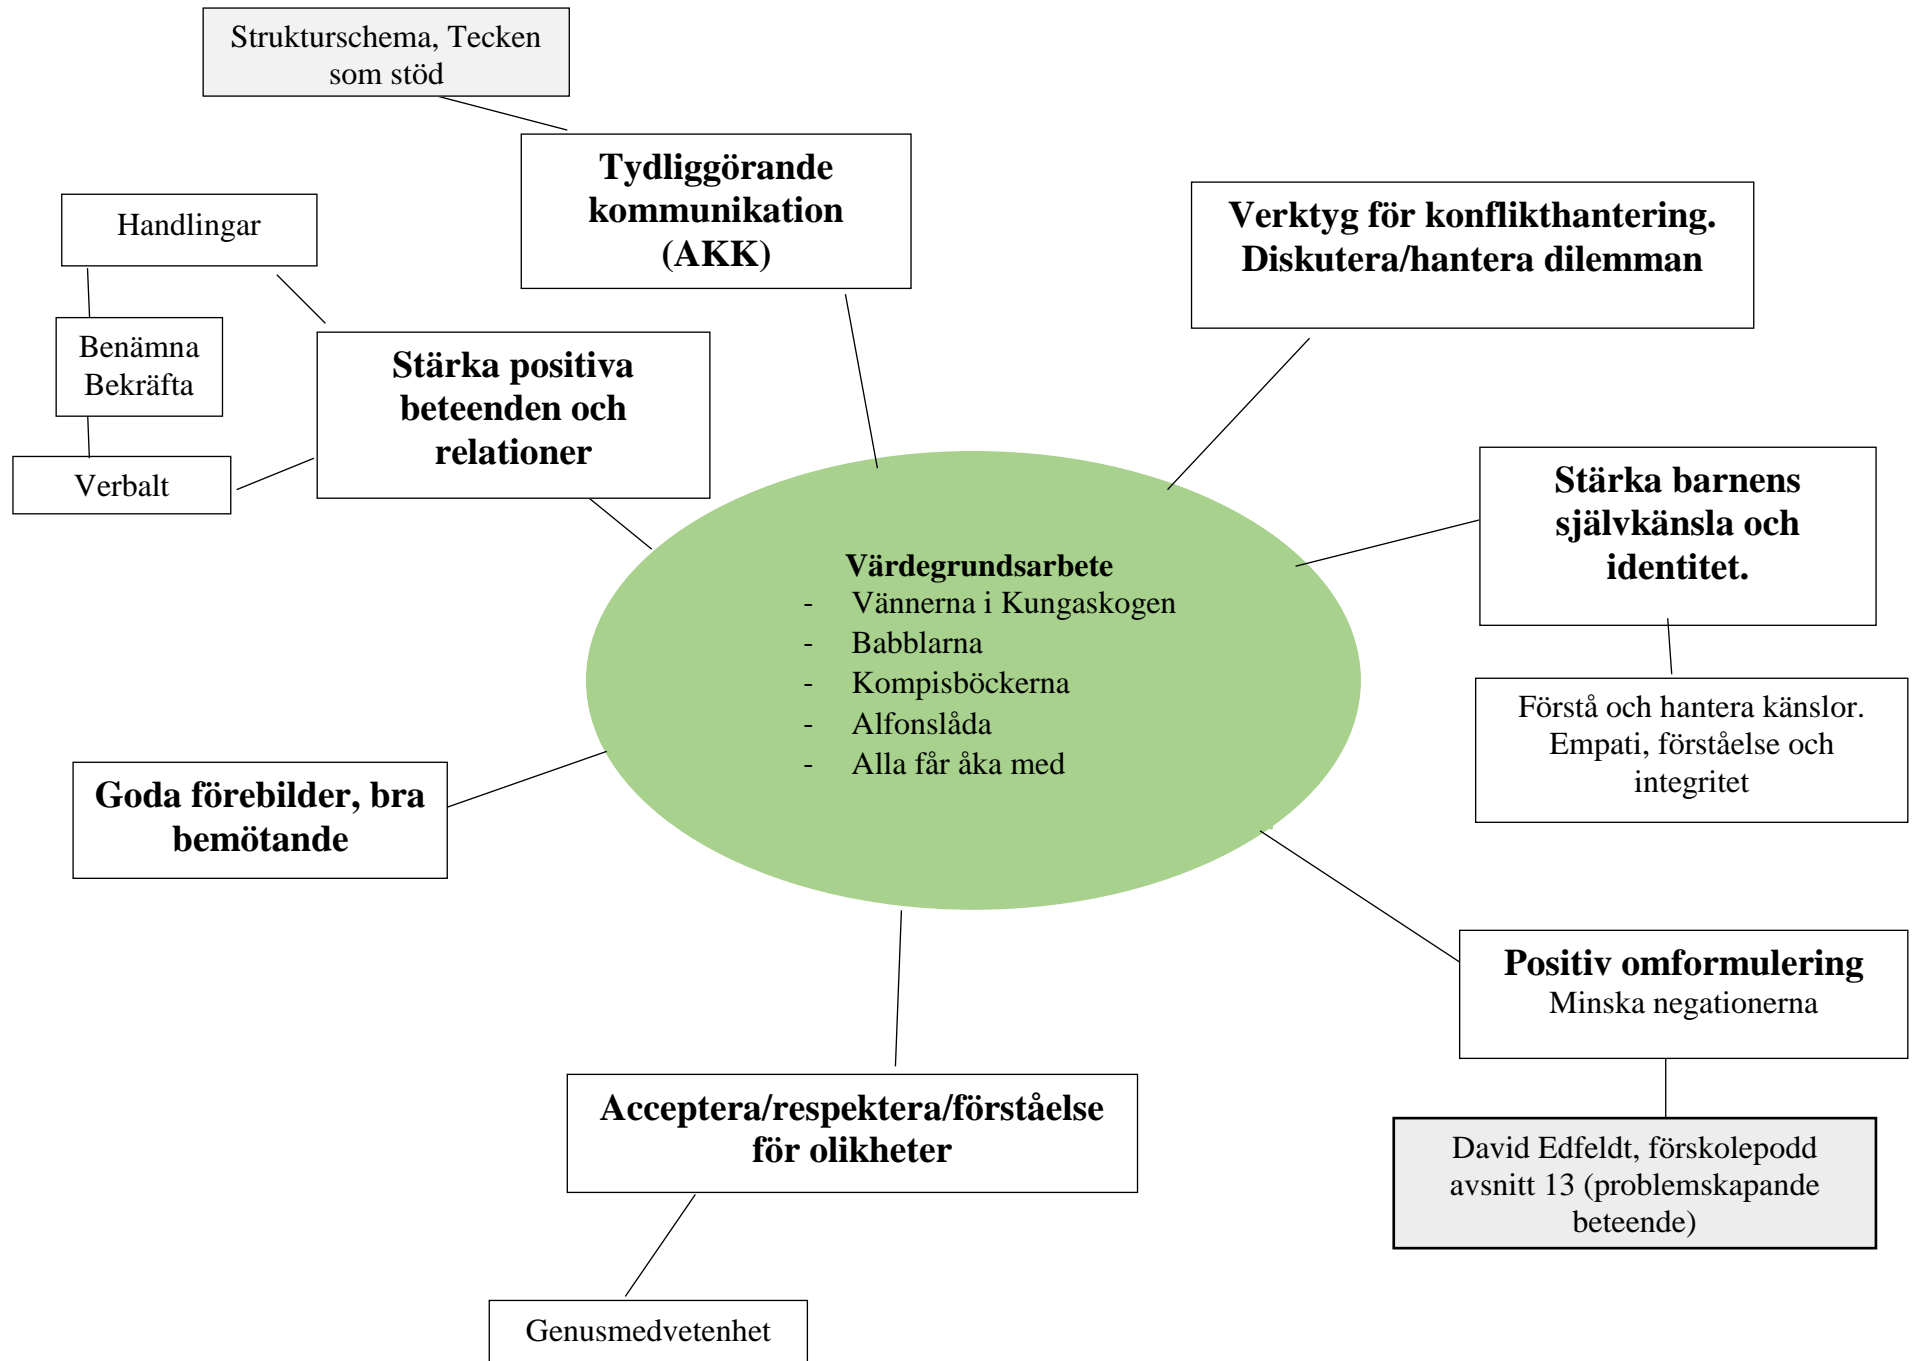 Strukturschema, Tecken
som stöd
Tydliggörande
kommunikation
(AKK)
Verktyg för konflikthantering.
Diskutera/hantera dilemman
Handlingar
Benämna
Bekräfta
Verbalt
Stärka positiva
beteenden och
relationer
Stärka barnens
självkänsla och
identitet.
Förstå och hantera känslor.
Empati, förståelse och
integritet
Värdegrundsarbete
- Vännerna i Kungaskogen
- Babblarna
- Kompisböckerna
- Alfonslåda
- Alla får åka med
Goda förebilder, bra
bemötande
Positiv omformulering
Minska negationerna
David Edfeldt, förskolepodd
avsnitt 13 (problemskapande
beteende)
Acceptera/respektera/förståelse
för olikheter
Genusmedvetenhet